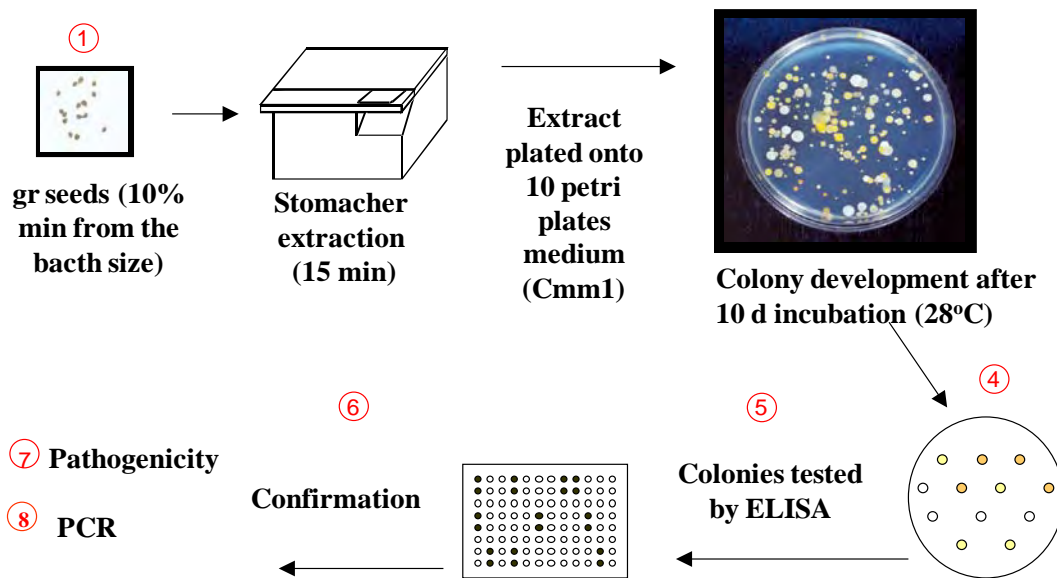 1
gr seeds (10%
min from the
bacth size)
Stomacher
extraction
(15 min)
Extract
plated onto
10 petri
plates
medium
(Cmm1)
Colony development after
10 d incubation (28°C)
4
5
Colonies tested
by ELISA
6
Confirmation
7 Pathogenicity
8 PCR